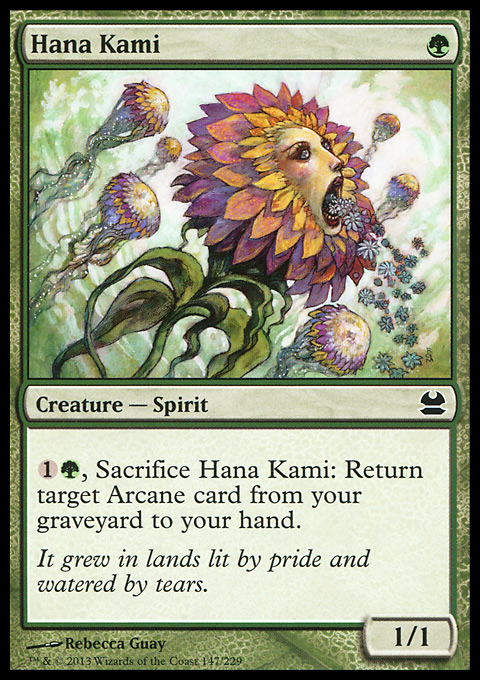 Hana Kami
Creature — Spirit
1, Sacrifice Hana Kami: Return
target Arcane card from your
graveyard to your hand.
It grew in lands lit by pride and
watered by tears.
Rebecca Guay
™ & © 2013 Wizards of the Coast 147/229
1/1